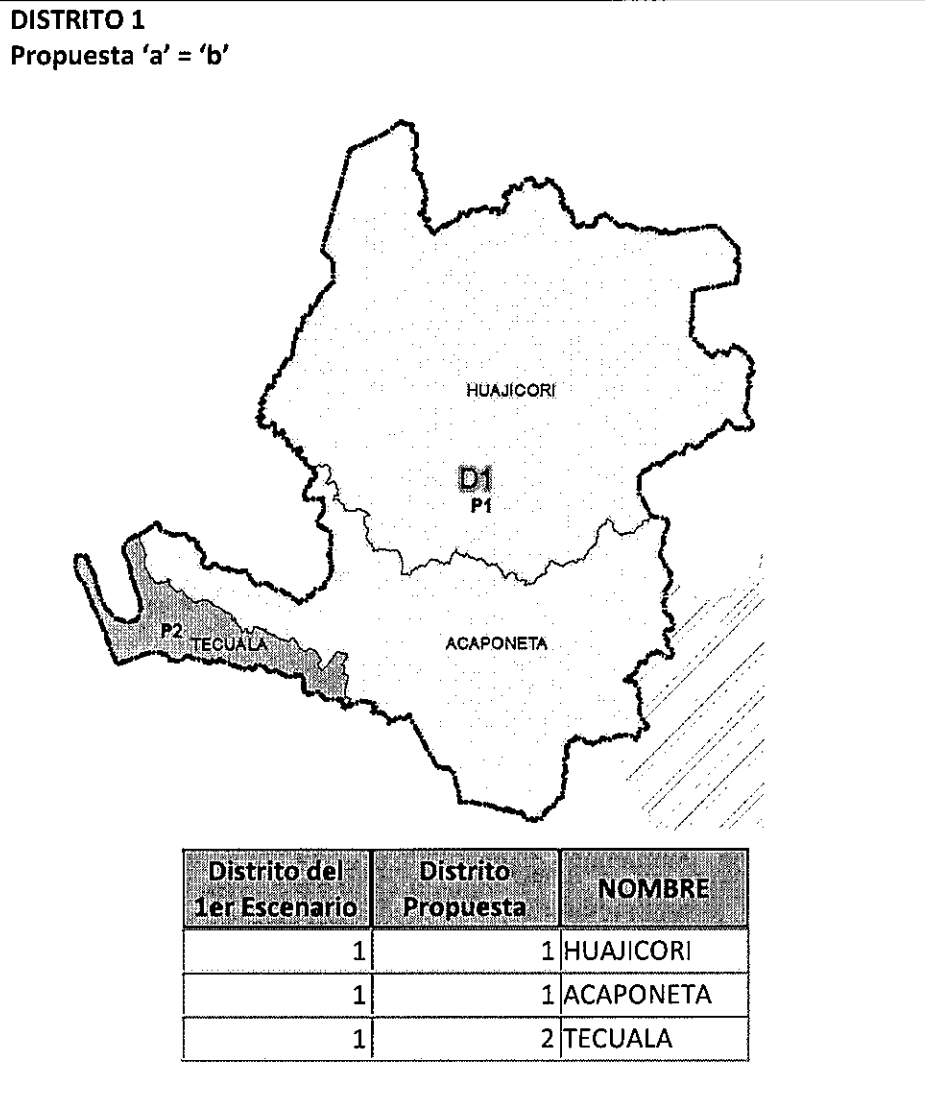 DISTRITO 1
Propuesta ‘a’ = ‘b’
HUAJICORI
D1
P1
P2
TECUALA
ACAPONETA
Distrito del 1er Escenario | Distrito Propuesta | NOMBRE
1 | 1 | HUAJICORI
1 | 1 | ACAPONETA
1 | 2 | TECUALA